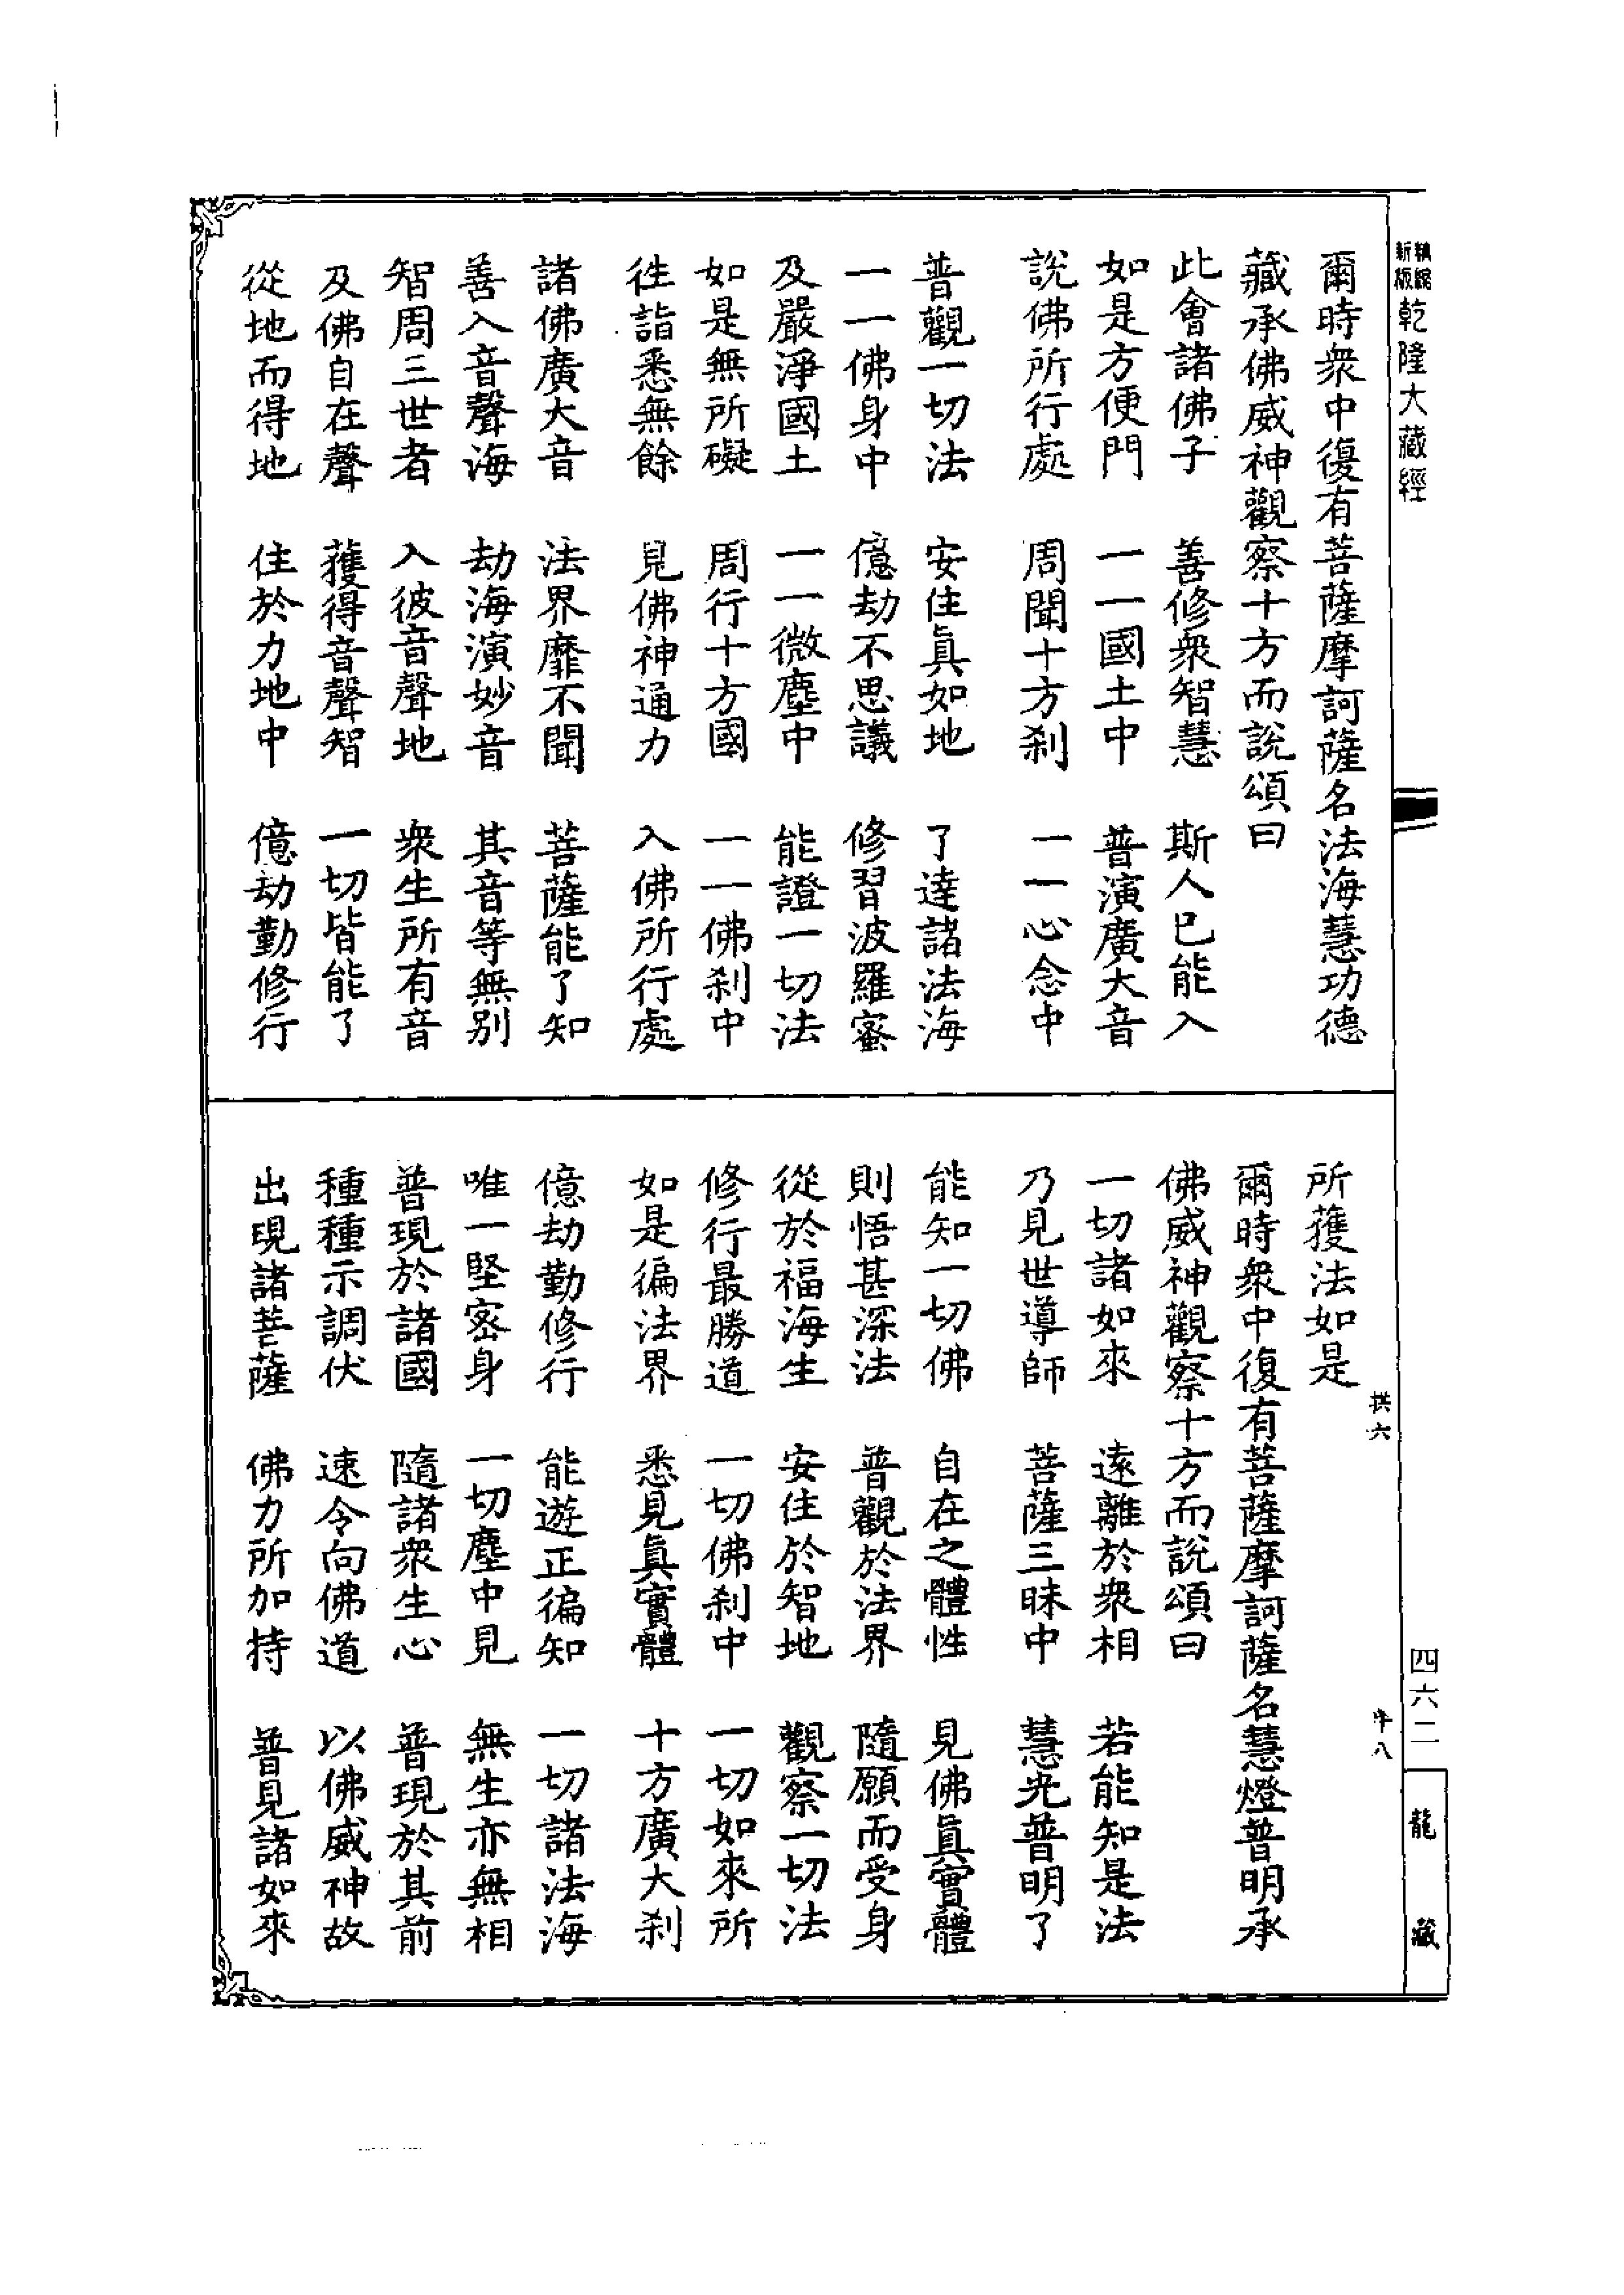 新版
乾隆大藏經
爾時衆中復有菩薩摩訶薩名法海慧功德
藏承佛威神觀察十方而說頌曰
此會諸佛子　善修衆智慧　斯人已能入
如是方便門　一一國土中　普演廣大音
說佛所行處　周聞十方刹　一一心念中
普觀一切法　安住眞如地　了達諸法海
一一佛身中　億劫不思議　修習波羅蜜
及嚴淨國土　一一微塵中　能證一切法
如是無所礙　周行十方國　一一佛刹中
往詣悉無餘　見佛神通力　入佛所行處
諸佛廣大音　法界靡不聞　菩薩能了知
善入音聲海　劫海演妙音　其音等無別
智周三世者　入彼音聲地　衆生所有音
及佛自在聲　獲得音聲智　一切皆能了
從地而得地　住於力地中　億劫勤修行
所獲法如是
爾時衆中復有菩薩摩訶薩名慧燈普明承
佛威神觀察十方而說頌曰
一切諸如來　遠離於衆相　若能知是法
乃見世導師　菩薩三昧中　慧光普明了
能知一切佛　自在之體性　見佛眞實體
則悟甚深法　普觀於法界　隨願而受身
從於福海生　安住於智地　觀察一切法
修行最勝道　一切佛刹中　一切如來所
如是徧法界　悉見眞實體　十方廣大刹
億劫勤修行　能遊正徧知　一切諸法海
唯一堅密身　一切塵中見　無生亦無相
普現於諸國　隨諸衆生心　普現於其前
種種示調伏　速令向佛道　以佛威神故
出現諸菩薩　佛力所加持　普見諸如來
拱六
四六二
龍藏